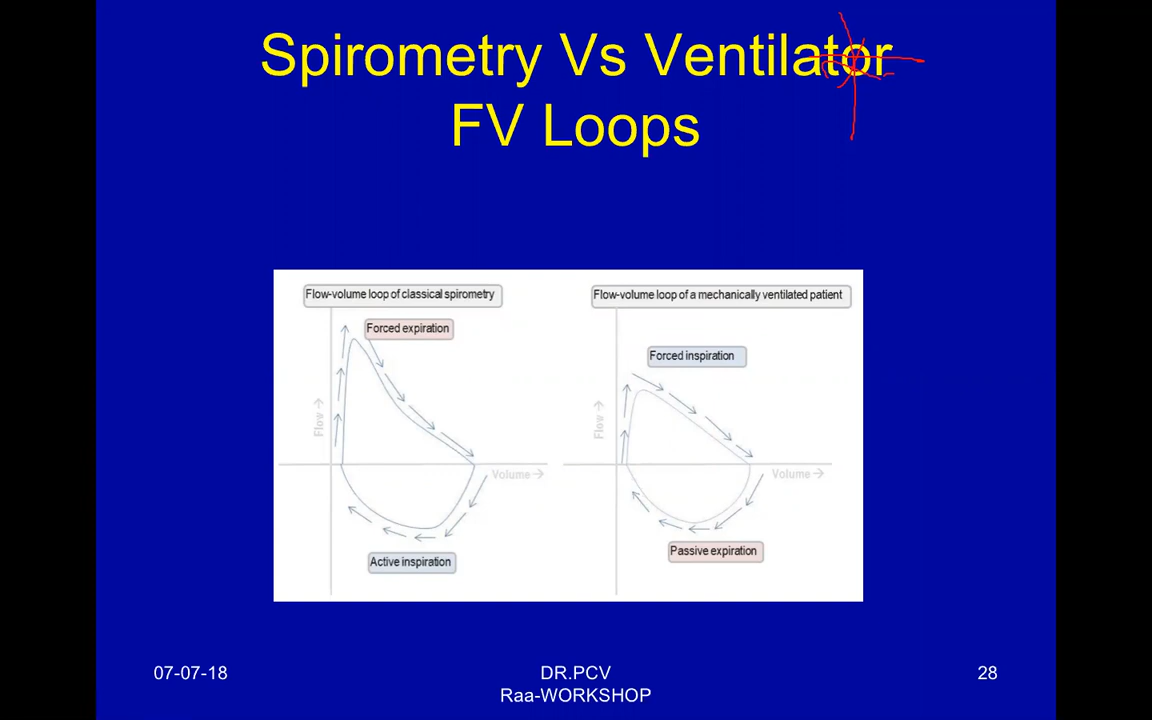 Spirometry Vs Ventilator
FV Loops
Flow-volume loop of classical spirometry
Forced expiration
Flow →
Volume →
Active inspiration
Flow-volume loop of a mechanically ventilated patient
Forced inspiration
Flow →
Volume →
Passive expiration
07-07-18
DR.PCV
Raa-WORKSHOP
28